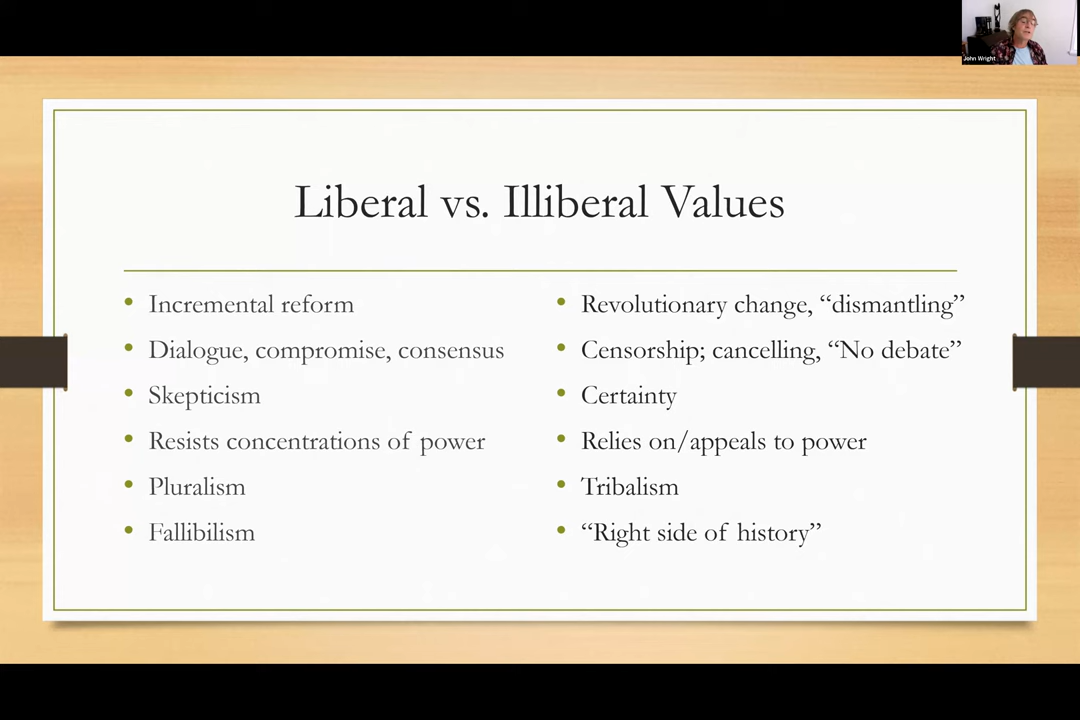 John Wright
Liberal vs. Illiberal Values
• Incremental reform
• Dialogue, compromise, consensus
• Skepticism
• Resists concentrations of power
• Pluralism
• Fallibilism
• Revolutionary change, “dismantling”
• Censorship; cancelling, “No debate”
• Certainty
• Relies on/appeals to power
• Tribalism
• “Right side of history”